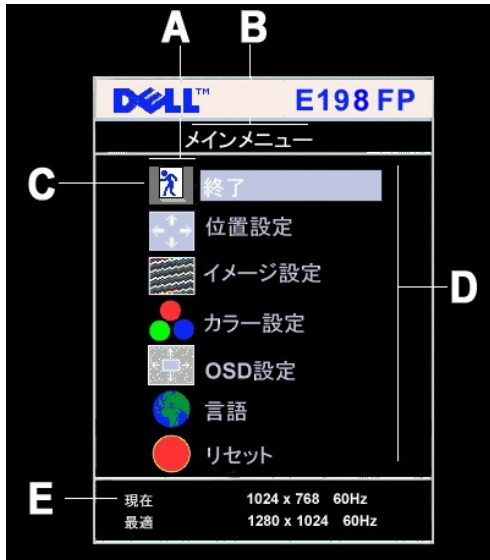 A B
DELL™ E198 FP
メインメニュー
C 終了
位置設定
イメージ設定
D
カラー設定
OSD設定
言語
リセット
E 現在 1024 x 768 60Hz
最適 1280 x 1024 60Hz